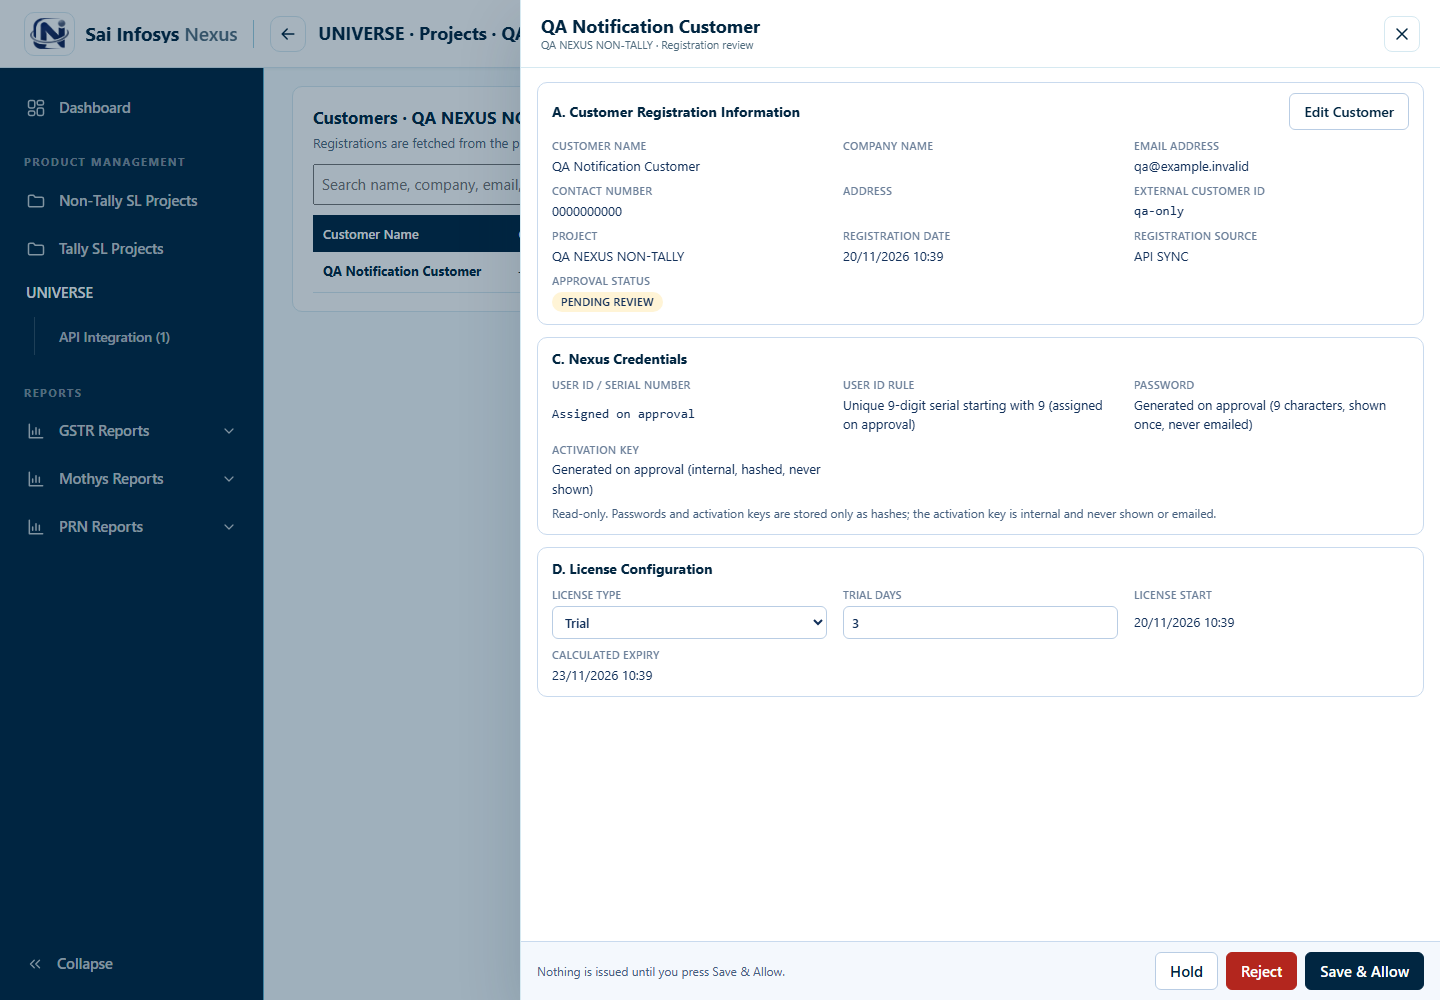 Sai Infosys Nexus
UNIVERSE · Projects · QA
Dashboard
PRODUCT MANAGEMENT
Non-Tally SL Projects
Tally SL Projects
UNIVERSE
API Integration (1)
REPORTS
GSTR Reports
Mothys Reports
PRN Reports
Collapse
Customers · QA NEXUS NO
Registrations are fetched from the p
Search name, company, email,
Customer Name
QA Notification Customer
QA Notification Customer
QA NEXUS NON-TALLY · Registration review
A. Customer Registration Information
Edit Customer
CUSTOMER NAME
QA Notification Customer
COMPANY NAME
EMAIL ADDRESS
qa@example.invalid
CONTACT NUMBER
0000000000
ADDRESS
EXTERNAL CUSTOMER ID
qa-only
PROJECT
QA NEXUS NON-TALLY
REGISTRATION DATE
20/11/2026 10:39
REGISTRATION SOURCE
API SYNC
APPROVAL STATUS
PENDING REVIEW
C. Nexus Credentials
USER ID / SERIAL NUMBER
Assigned on approval
USER ID RULE
Unique 9-digit serial starting with 9 (assigned
on approval)
PASSWORD
Generated on approval (9 characters, shown
once, never emailed)
ACTIVATION KEY
Generated on approval (internal, hashed, never
shown)
Read-only. Passwords and activation keys are stored only as hashes; the activation key is internal and never shown or emailed.
D. License Configuration
LICENSE TYPE
Trial
TRIAL DAYS
3
LICENSE START
20/11/2026 10:39
CALCULATED EXPIRY
23/11/2026 10:39
Nothing is issued until you press Save & Allow.
Hold
Reject
Save & Allow